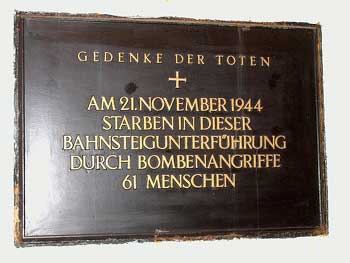 GEDENKE DER TOTEN
AM 21. NOVEMBER 1944
STARBEN IN DIESER
BAHNSTEIGUNTERFÜHRUNG
DURCH BOMBENANGRIFFE
61 MENSCHEN